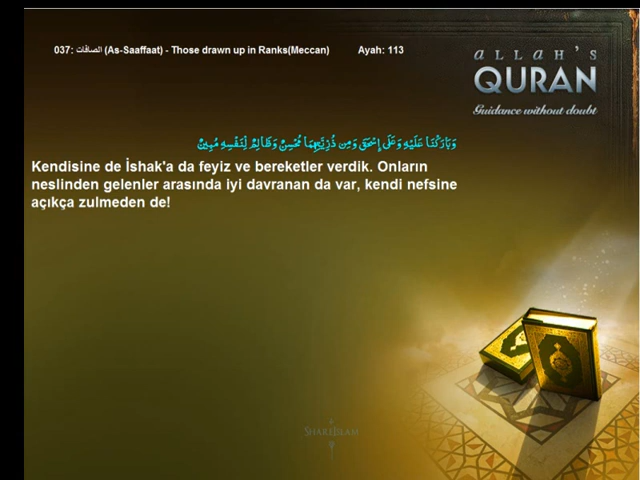 037: الصافات (As-Saaffaat) - Those drawn up in Ranks(Meccan) Ayah: 113
ALLAH'S
QURAN
Guidance without doubt
وَبَارَكْنَا عَلَيْهِ وَعَلَىٰ إِسْحَقَ وَمِن ذُرِّيَّتِهِمَا مُحْسِنٌ وَظَالِمٌ لِّنَفْسِهِ مُبِينٌ
Kendisine de İshak'a da feyiz ve bereketler verdik. Onların
neslinden gelenler arasında iyi davranan da var, kendi nefsine
açıkça zulmeden de!
SHAREISLAM